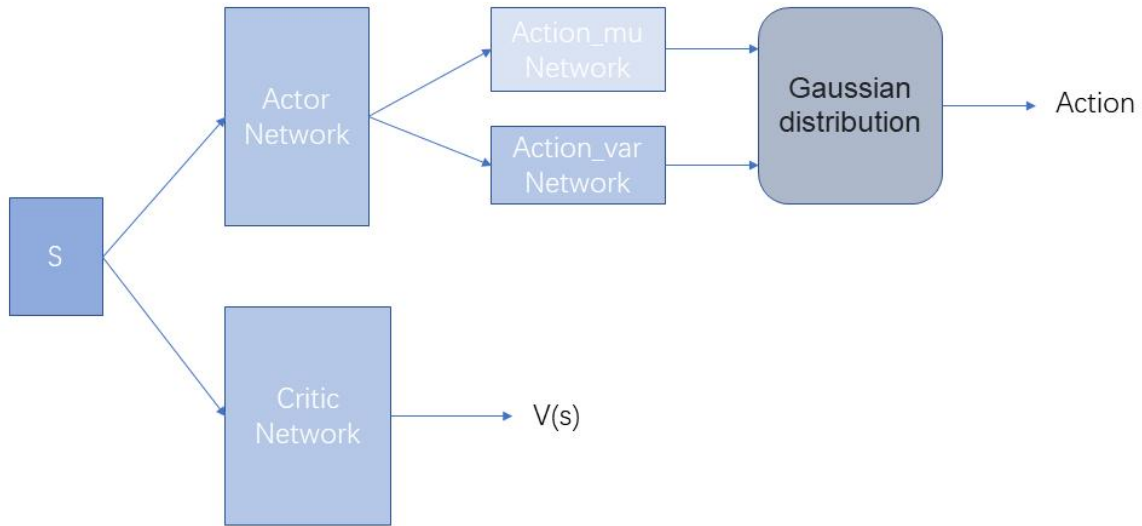 S
Actor
Network
Action_mu
Network
Action_var
Network
Gaussian
distribution
Action
Critic
Network
V(s)